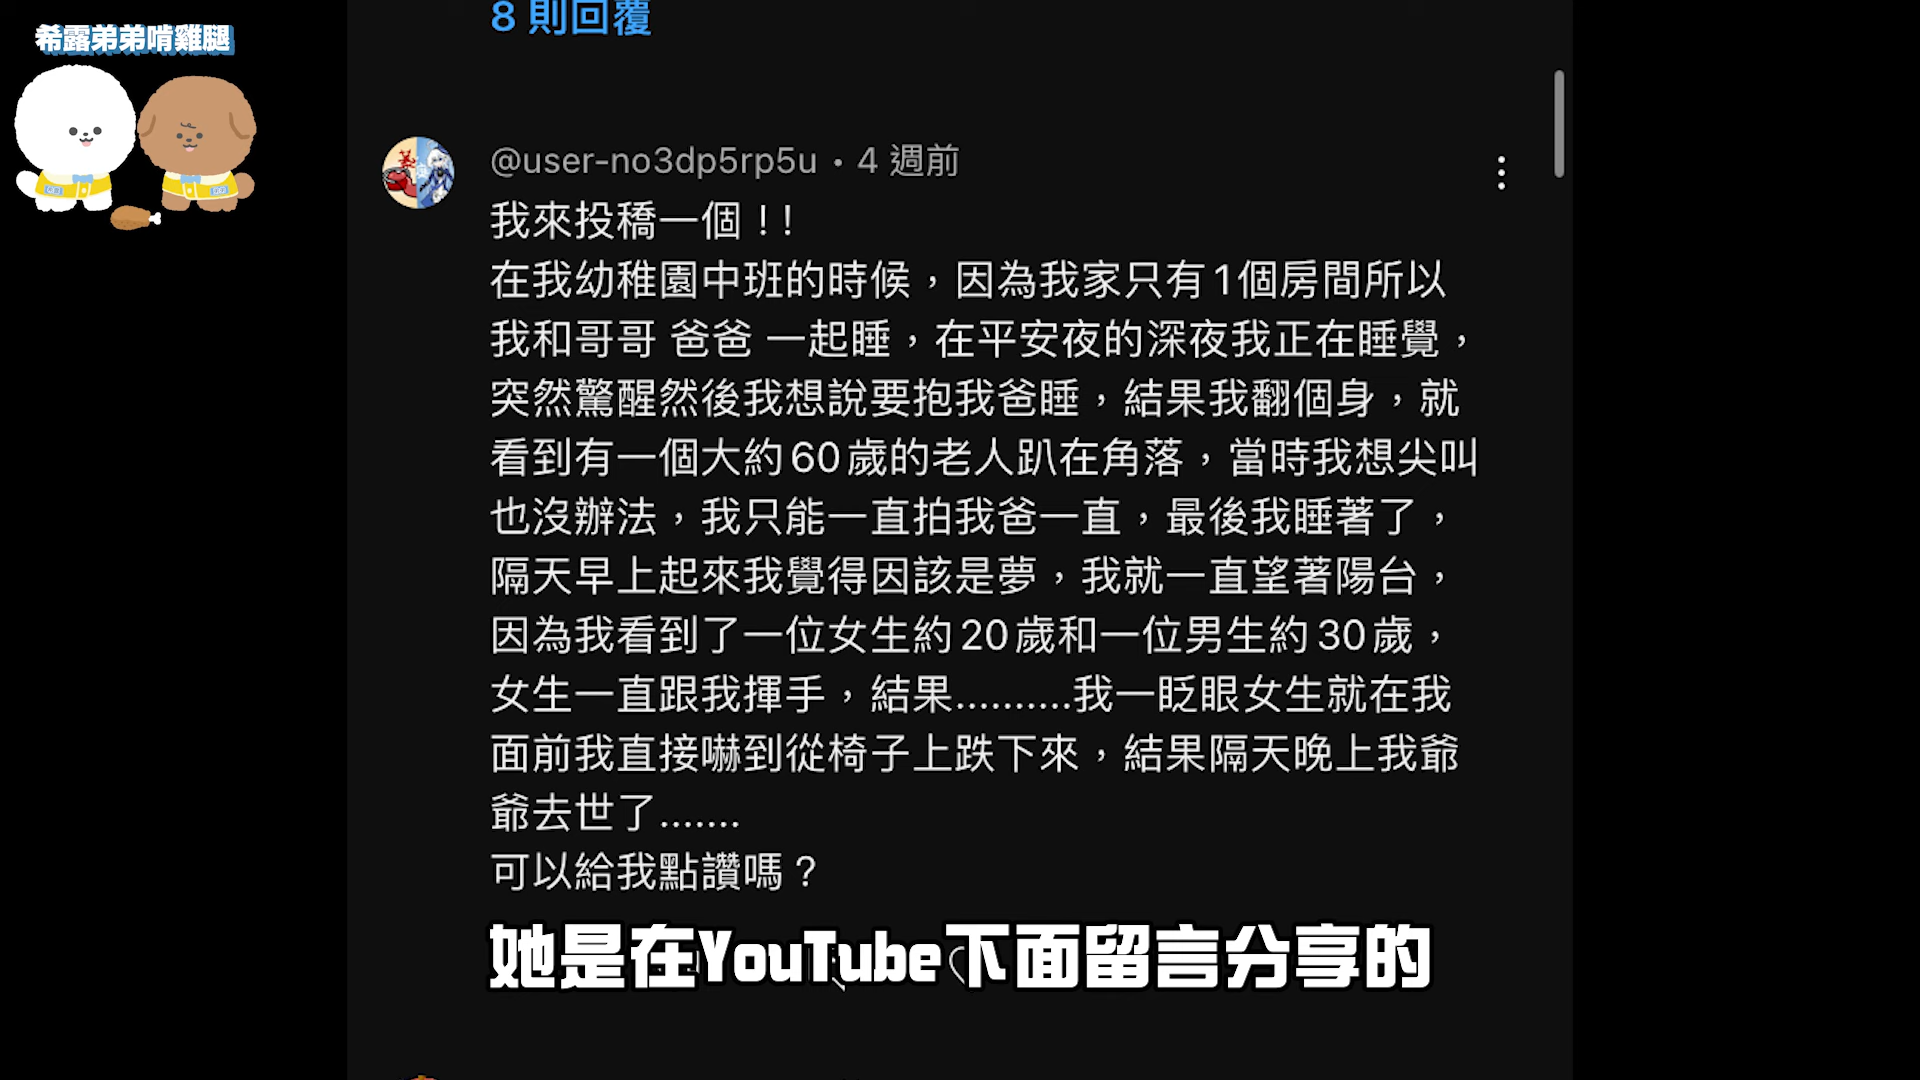 希露弟弟啃雞腿
8 則回覆
@user-no3dp5rp5u • 4 週前
我來投稿一個！!
在我幼稚園中班的時候，因為我家只有1個房間所以
我和哥哥 爸爸 一起睡，在平安夜的深夜我正在睡覺，
突然驚醒然後我想說要抱我爸睡，結果我翻個身，就
看到有一個大約60歲的老人趴在角落，當時我想尖叫
也沒辦法，我只能一直拍我爸一直，最後我睡著了，
隔天早上起來我覺得因該是夢，我就一直望著陽台，
因為我看到了一位女生約20歲和一位男生約30歲，
女生一直跟我揮手，結果..........我一眨眼女生就在我
面前我直接嚇到從椅子上跌下來，結果隔天晚上我爺
爺去世了.......
可以給我點讚嗎？
她是在YouTube下面留言分享的